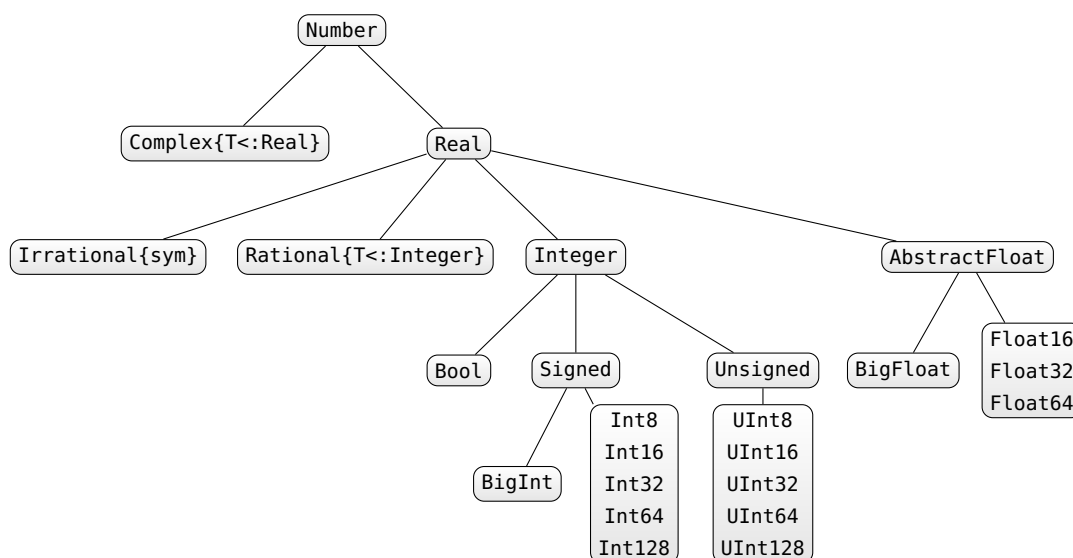 Number
Complex{T<:Real}
Real
Irrational{sym}
Rational{T<:Integer}
Integer
AbstractFloat
Bool
Signed
Unsigned
BigFloat
Float16
Float32
Float64
BigInt
Int8
Int16
Int32
Int64
Int128
UInt8
UInt16
UInt32
UInt64
UInt128